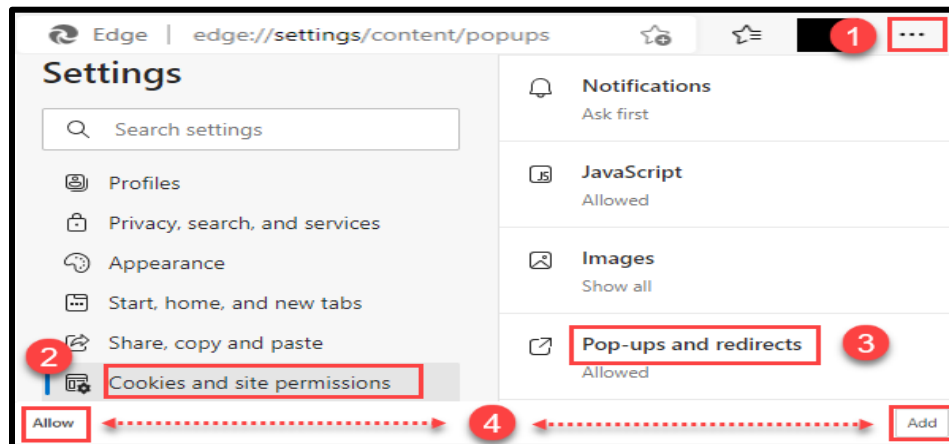 Edge | edge://settings/content/popups 1 ...
Settings
Search settings
Profiles
Privacy, search, and services
Appearance
Start, home, and new tabs
Share, copy and paste
2
Cookies and site permissions
Notifications
Ask first
JS JavaScript
Allowed
Images
Show all
Pop-ups and redirects 3
Allowed
Allow 4 Add